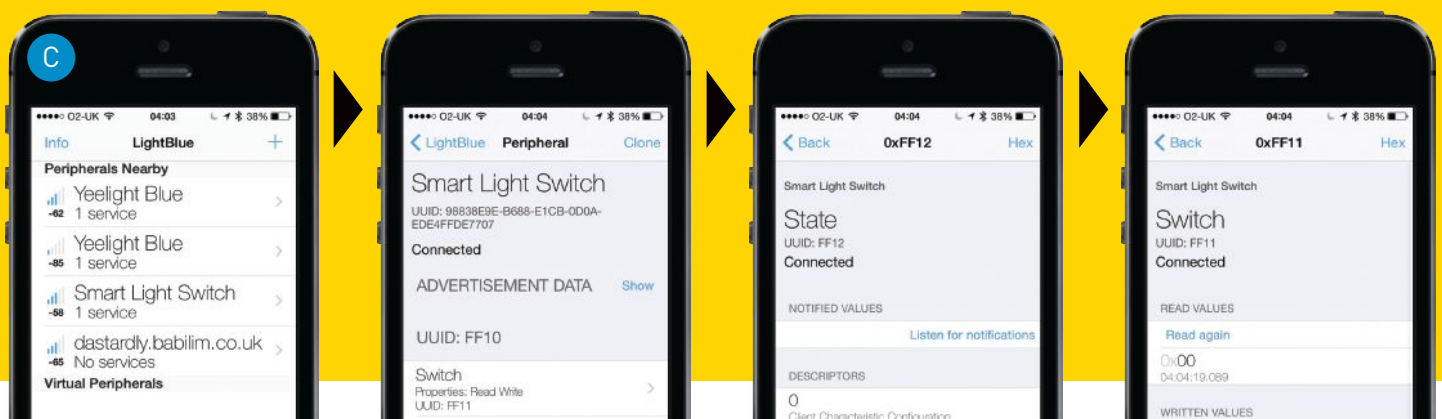 C
O2-UK 04:03 38%
Info LightBlue +
Peripherals Nearby
Yeelight Blue
-62 1 service
Yeelight Blue
-85 1 service
Smart Light Switch
-58 1 service
dastardly.babilim.co.uk
-65 No services
Virtual Peripherals
O2-UK 04:04 38%
LightBlue Peripheral Clone
Smart Light Switch
UUID: 98838E9E-B688-E1CB-0D0A-
EDE4FFDE7707
Connected
ADVERTISEMENT DATA Show
UUID: FF10
Switch
Properties: Read Write
UUID: FF11
O2-UK 04:04 38%
Back 0xFF12 Hex
Smart Light Switch
State
UUID: FF12
Connected
NOTIFIED VALUES
Listen for notifications
DESCRIPTORS
0
Client Characteristic Configuration
O2-UK 04:04 38%
Back 0xFF11 Hex
Smart Light Switch
Switch
UUID: FF11
Connected
READ VALUES
Read again
0x00
04:04:19.089
WRITTEN VALUES